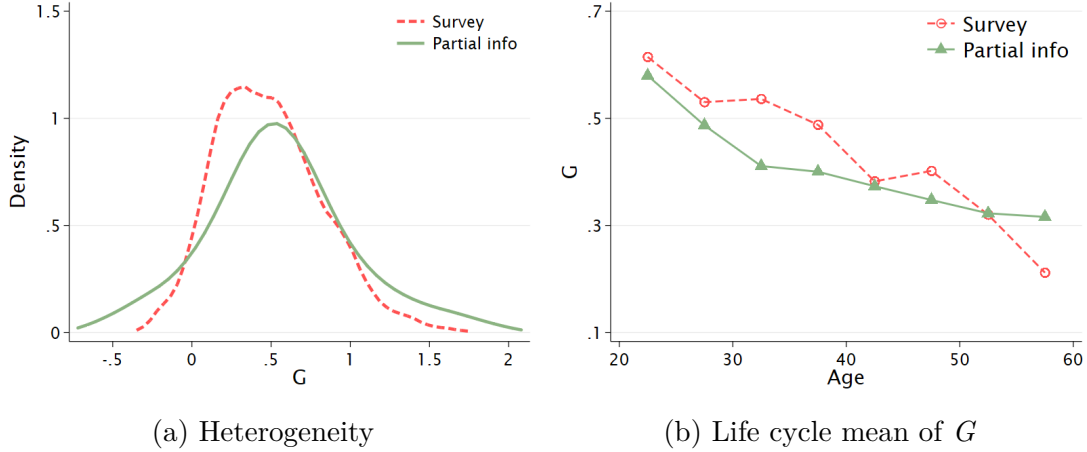 1.5
1
.5
0
Density
-.5
0
.5
1
1.5
2
G
Survey
Partial info
(a) Heterogeneity
.7
.5
.3
.1
G
20
30
40
50
60
Age
Survey
Partial info
(b) Life cycle mean of G